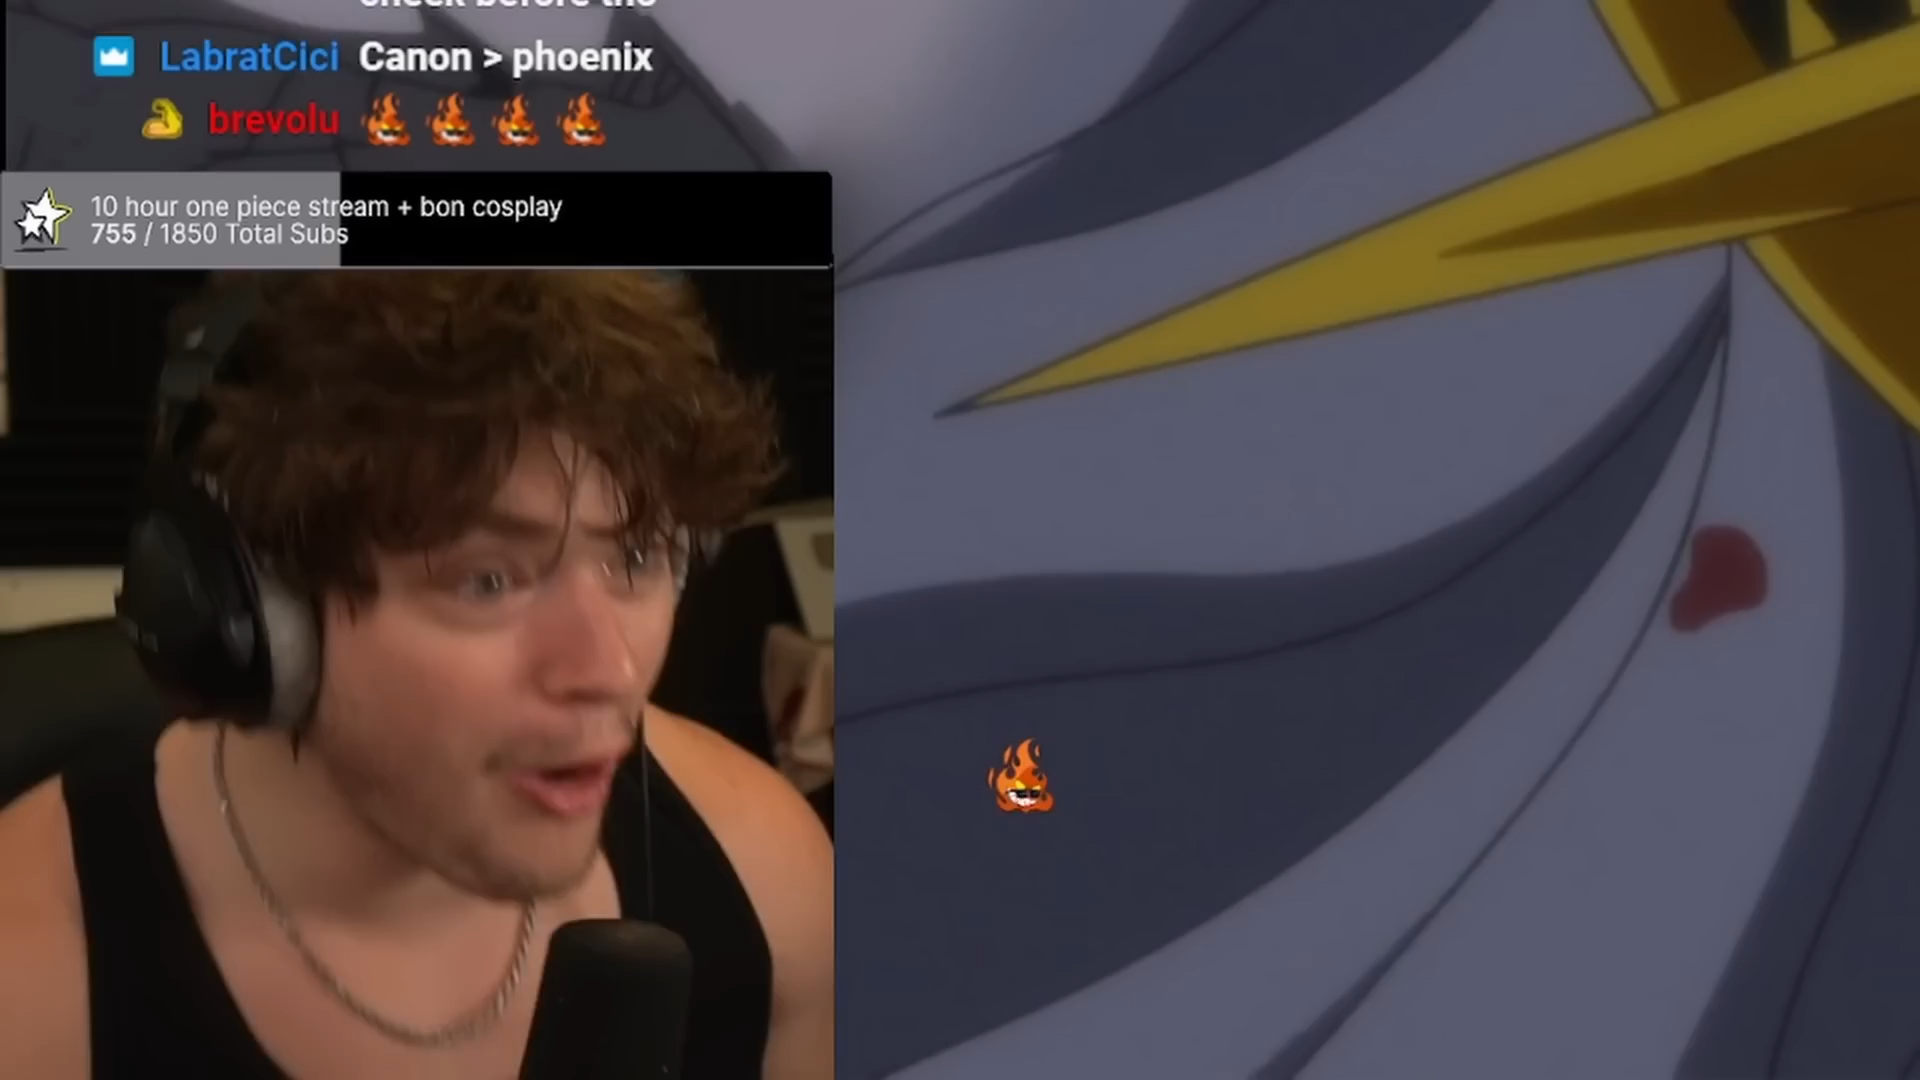 LabratCici Canon > phoenix
brevolu
10 hour one piece stream + bon cosplay
755 / 1850 Total Subs